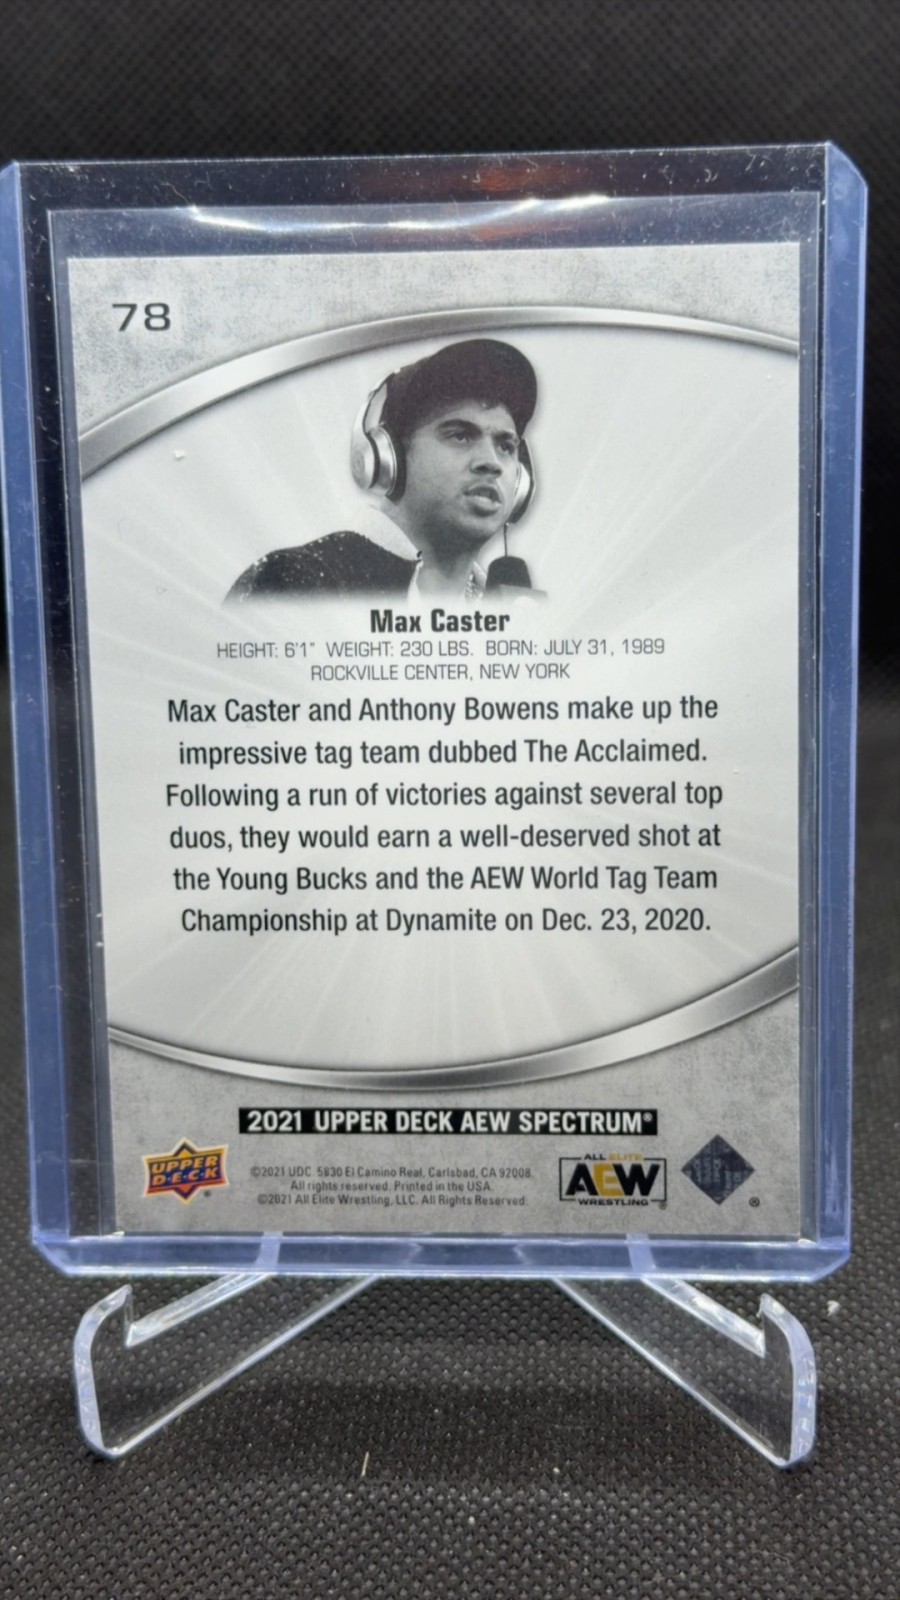 78
Max Caster
HEIGHT: 6'1" WEIGHT: 230 LBS. BORN: JULY 31, 1989
ROCKVILLE CENTER, NEW YORK
Max Caster and Anthony Bowens make up the
impressive tag team dubbed The Acclaimed.
Following a run of victories against several top
duos, they would earn a well-deserved shot at
the Young Bucks and the AEW World Tag Team
Championship at Dynamite on Dec. 23, 2020.
2021 UPPER DECK AEW SPECTRUM®
UPPER
D·E·C·K
®
©2021 UDC. 5830 El Camino Real, Carlsbad, CA 92008.
All rights reserved. Printed in the USA.
©2021 All Elite Wrestling, LLC. All Rights Reserved.
ALL ELITE
AEW
WRESTLING
®
®